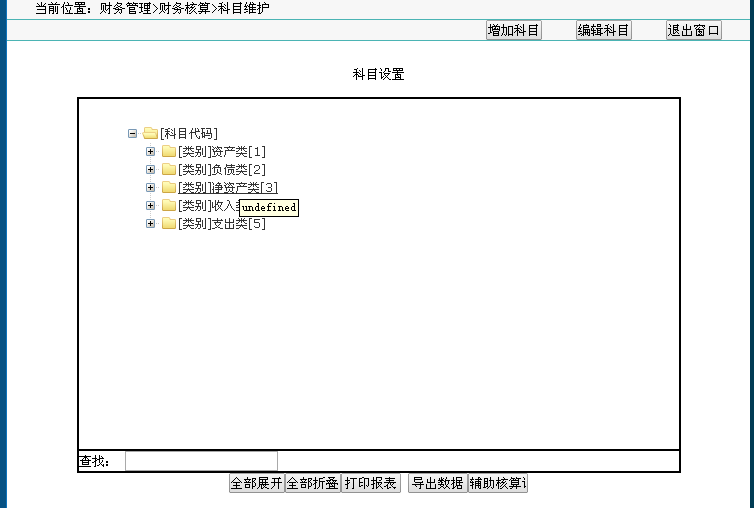 当前位置: 财务管理>财务核算>科目维护
增加科目 编辑科目 退出窗口
科目设置
[科目代码]
[类别]资产类[1]
[类别]负债类[2]
[类别]净资产类[3]
[类别]收入
undefined
[类别]支出类[5]
查找:
全部展开 全部折叠 打印报表 导出数据 辅助核算